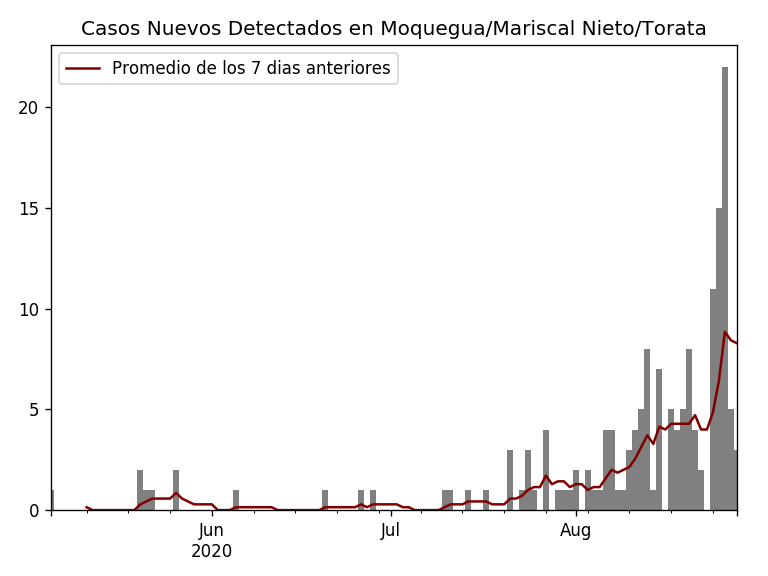 Casos Nuevos Detectados en Moquegua/Mariscal Nieto/Torata
Promedio de los 7 dias anteriores
20
15
10
5
0
Jun
2020
Jul
Aug